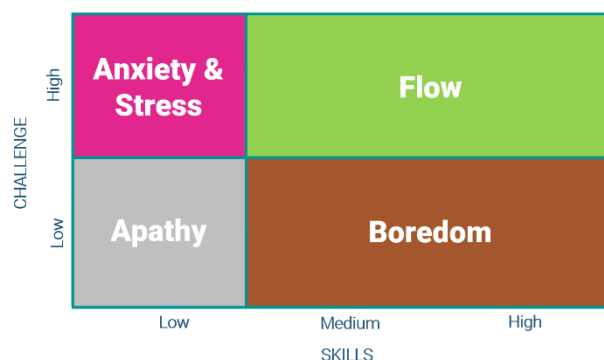 Anxiety &
Stress
Flow
High
CHALLENGE
Apathy
Boredom
Low
Low
Medium
High
SKILLS